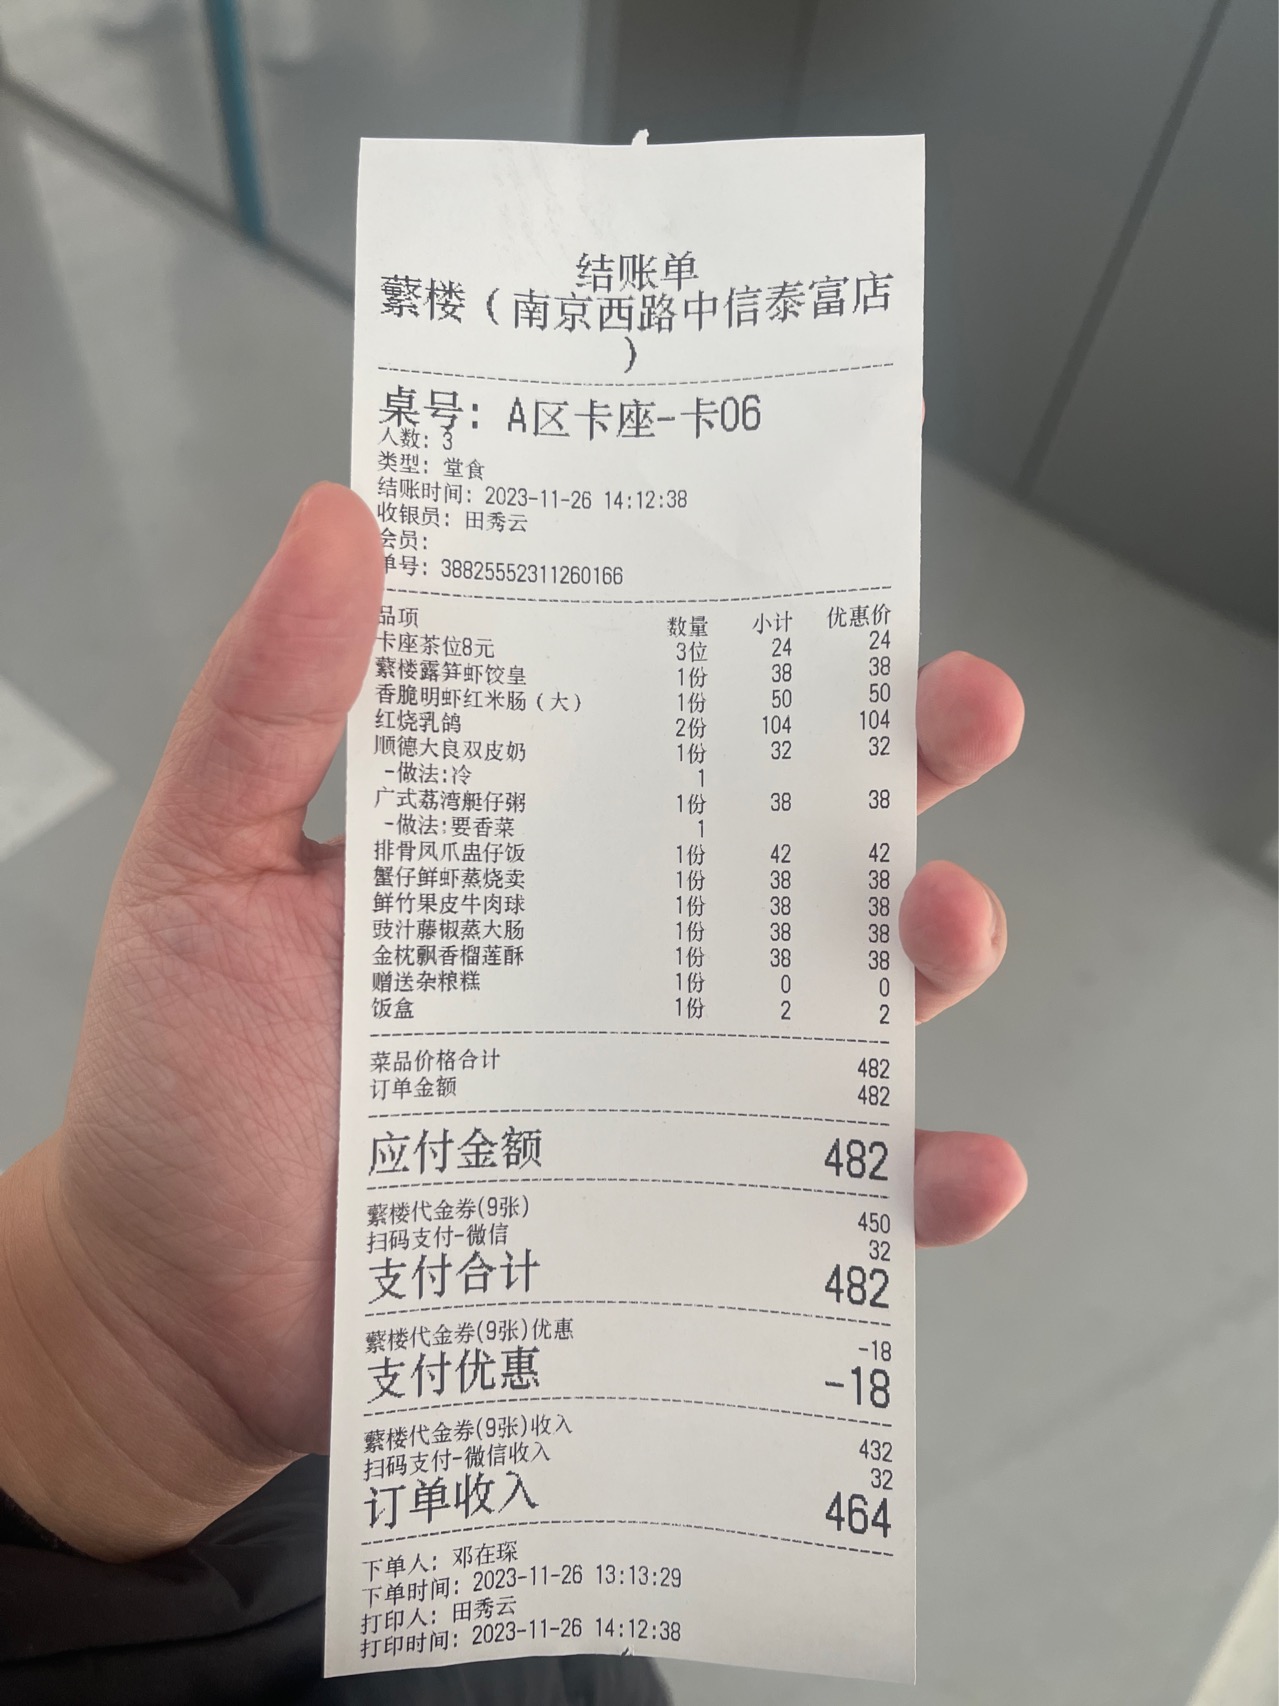 结账单
蘩楼（南京西路中信泰富店
）
桌号：A区卡座-卡06
人数：3
类型：堂食
结账时间：2023-11-26 14:12:38
收银员：田秀云
会员：
单号：38825552311260166
品项 数量 小计 优惠价
卡座茶位8元 3位 24 24
蘩楼露笋虾饺皇 1份 38 38
香脆明虾红米肠（大） 1份 50 50
红烧乳鸽 2份 104 104
顺德大良双皮奶 1份 32 32
-做法:冷 1
广式荔湾艇仔粥 1份 38 38
-做法:要香菜 1
排骨凤爪盅仔饭 1份 42 42
蟹仔鲜虾蒸烧卖 1份 38 38
鲜竹果皮牛肉球 1份 38 38
豉汁藤椒蒸大肠 1份 38 38
金枕飘香榴莲酥 1份 38 38
赠送杂粮糕 1份 0 0
饭盒 1份 2 2
菜品价格合计 482
订单金额 482
应付金额 482
蘩楼代金券(9张) 450
扫码支付-微信 32
支付合计 482
蘩楼代金券(9张)优惠 -18
支付优惠 -18
蘩楼代金券(9张)收入 432
扫码支付-微信收入 32
订单收入 464
下单人：邓在琛
下单时间：2023-11-26 13:13:29
打印人：田秀云
打印时间：2023-11-26 14:12:38